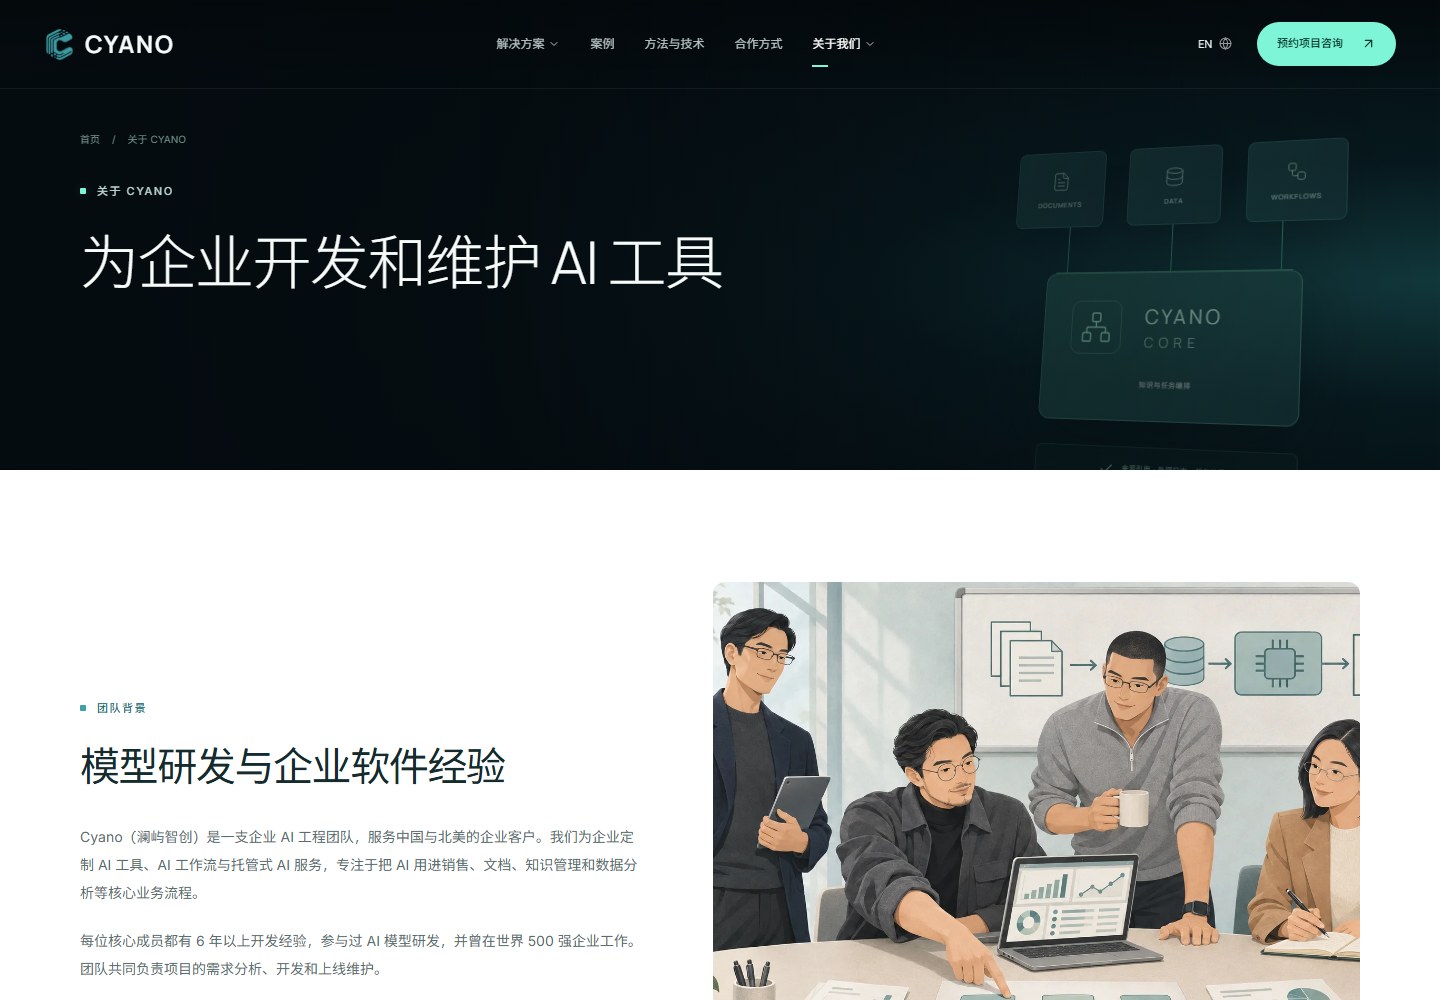 CYANO
解决方案
案例
方法与技术
合作方式
关于我们
EN
预约项目咨询
首页 / 关于 CYANO
关于 CYANO
为企业开发和维护 AI 工具
DOCUMENTS
DATA
WORKFLOWS
CYANO
CORE
团队背景
模型研发与企业软件经验
Cyano（澜屿智创）是一支企业 AI 工程团队，服务中国与北美的企业客户。我们为企业定
制 AI 工具、AI 工作流与托管式 AI 服务，专注于把 AI 用进销售、文档、知识管理和数据分
析等核心业务流程。
每位核心成员都有 6 年以上开发经验，参与过 AI 模型研发，并曾在世界 500 强企业工作。
团队共同负责项目的需求分析、开发和上线维护。